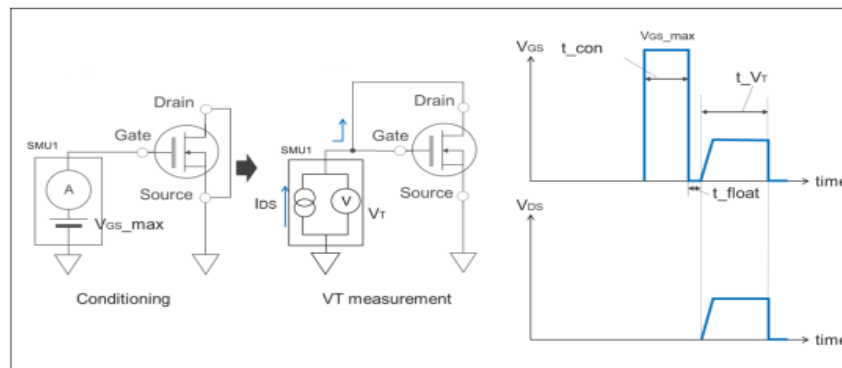 Drain
Gate
SMU1
A
Source
VGS_max
Conditioning
Drain
Gate
SMU1
IDS
V
VT
Source
VT measurement
VGS
VGS_max
t_con
t_VT
time
t_float
VDS
time